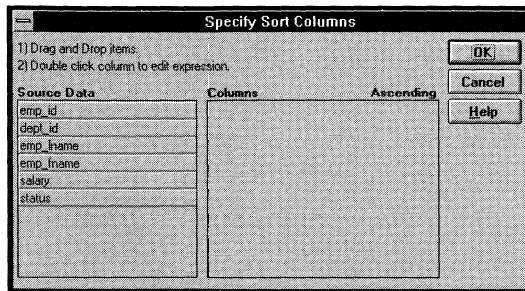 Specify Sort Columns
1) Drag and Drop items.
2) Double click column to edit expression.
OK
Cancel
Help
Source Data
Columns Ascending
emp_id
dept_id
emp_lname
emp_fname
salary
status